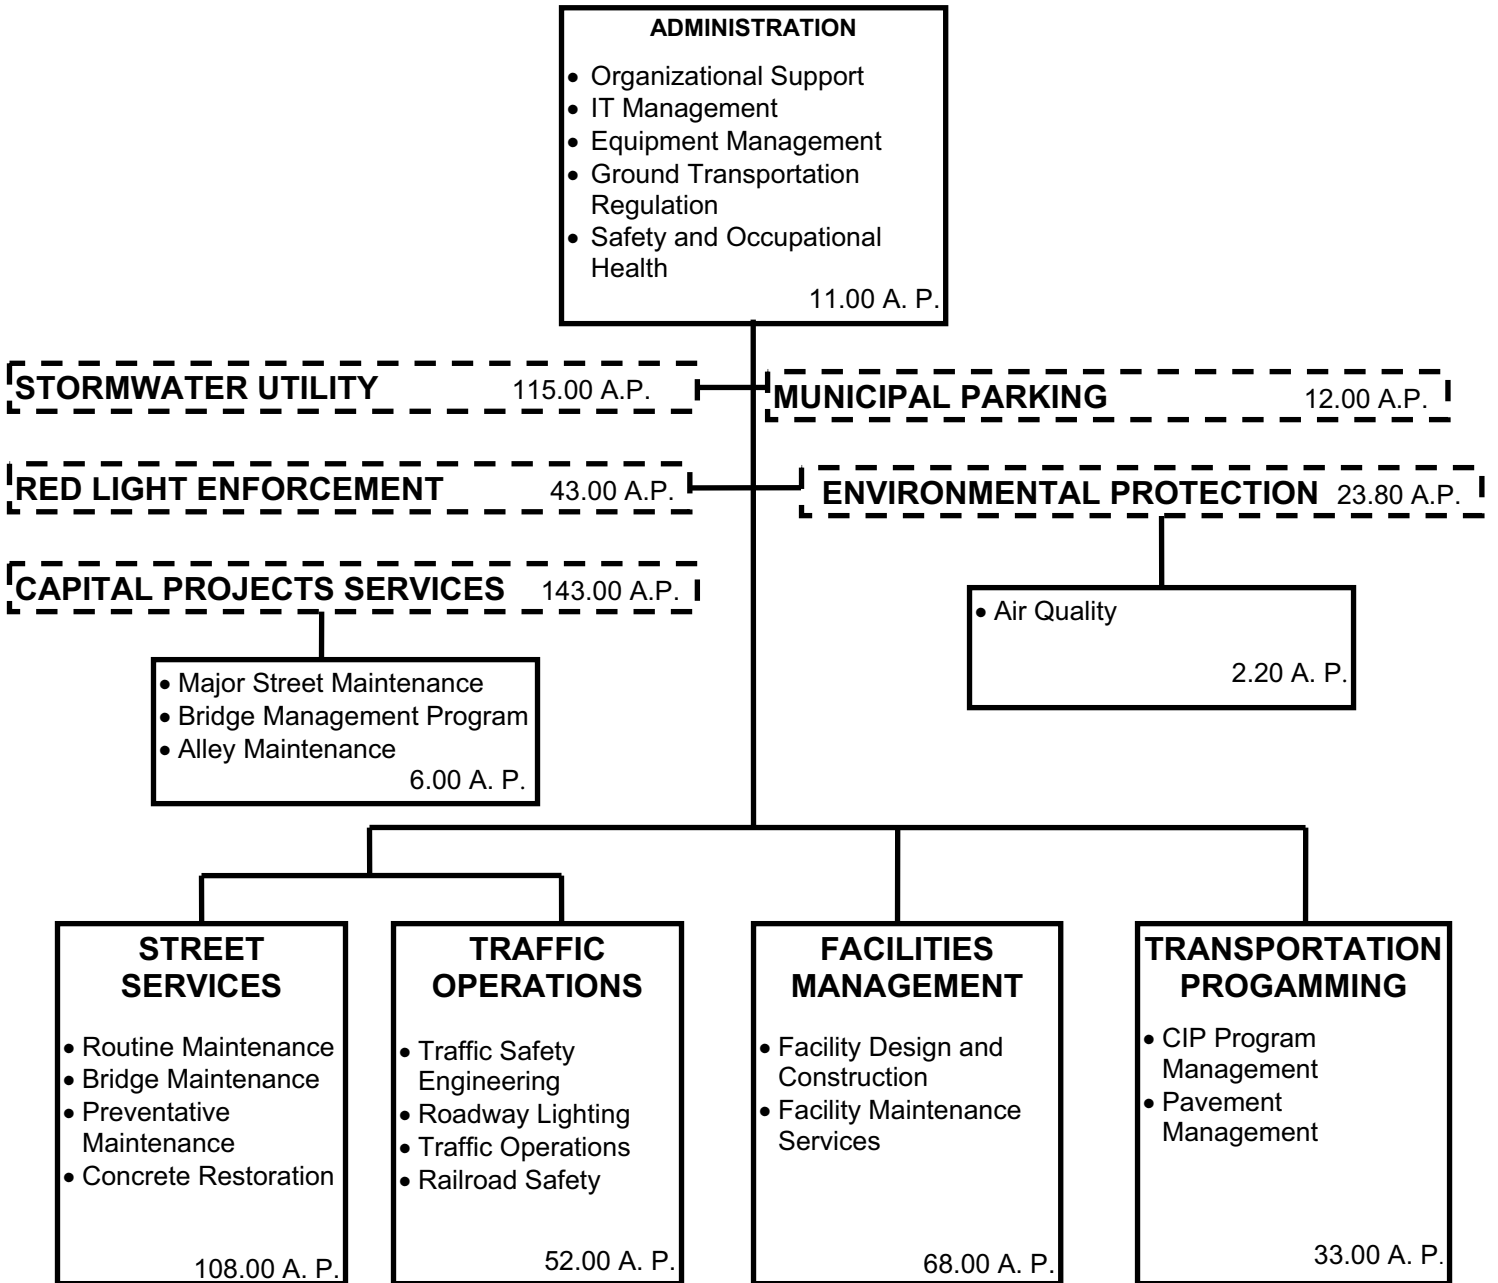 ADMINISTRATION
• Organizational Support
• IT Management
• Equipment Management
• Ground Transportation
Regulation
• Safety and Occupational
Health
11.00 A. P.
STORMWATER UTILITY 115.00 A.P.
MUNICIPAL PARKING 12.00 A.P.
RED LIGHT ENFORCEMENT 43.00 A.P.
ENVIRONMENTAL PROTECTION 23.80 A.P.
CAPITAL PROJECTS SERVICES 143.00 A.P.
• Air Quality
2.20 A. P.
• Major Street Maintenance
• Bridge Management Program
• Alley Maintenance
6.00 A. P.
STREET
SERVICES
• Routine Maintenance
• Bridge Maintenance
• Preventative
Maintenance
• Concrete Restoration
108.00 A. P.
TRAFFIC
OPERATIONS
• Traffic Safety
Engineering
• Roadway Lighting
• Traffic Operations
• Railroad Safety
52.00 A. P.
FACILITIES
MANAGEMENT
• Facility Design and
Construction
• Facility Maintenance
Services
68.00 A. P.
TRANSPORTATION
PROGAMMING
• CIP Program
Management
• Pavement
Management
33.00 A. P.